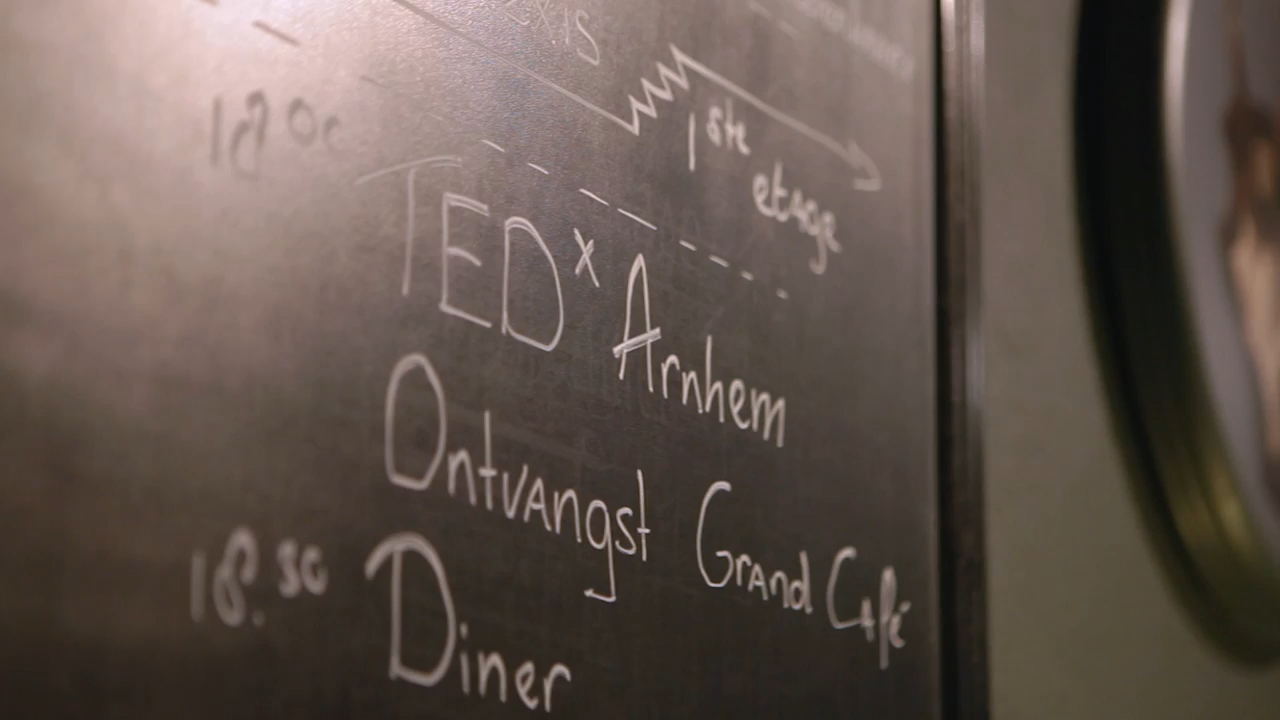 1ste
etage
18.00 TEDx Arnhem
Ontvangst Grand Café
18.30 Diner